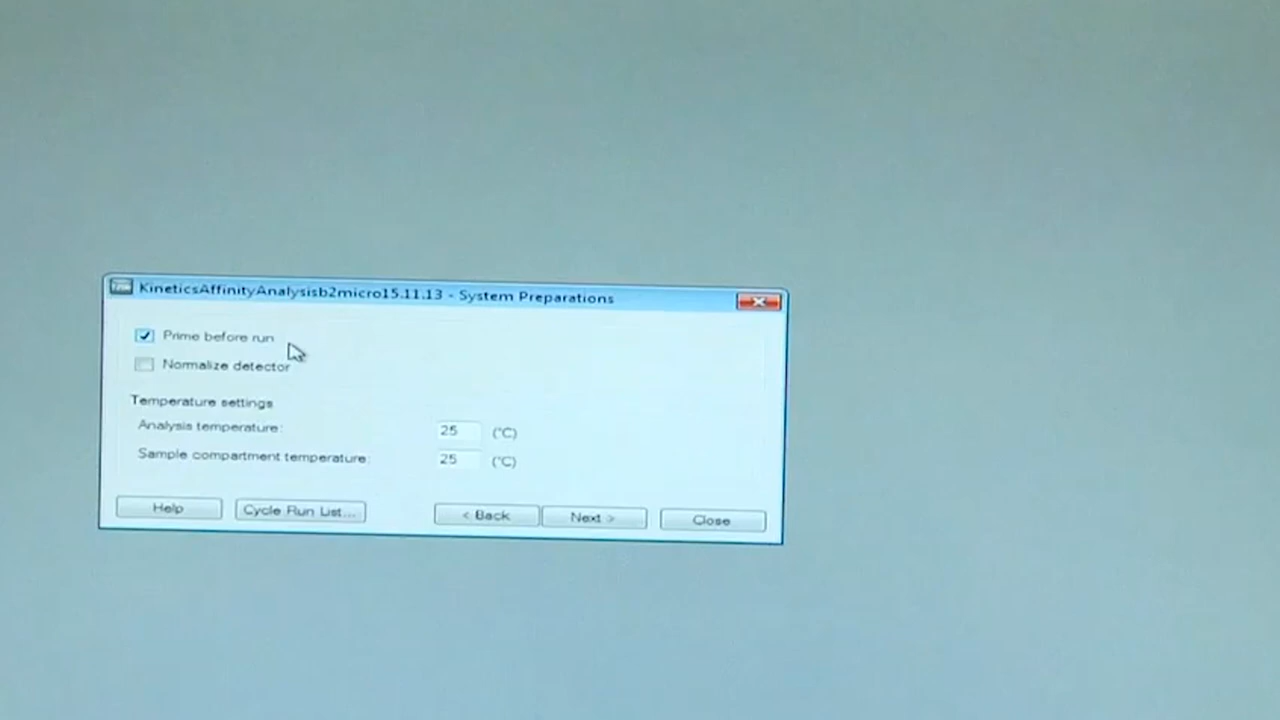 KineticsAffinityAnalysisb2micro15.11.13 - System Preparations
Prime before run
Normalize detector
Temperature settings
Analysis temperature: 25 (°C)
Sample compartment temperature: 25 (°C)
Help Cycle Run List... < Back Next > Close